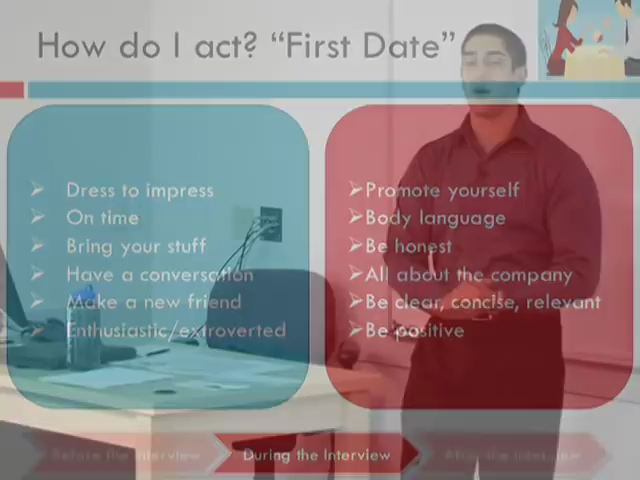 How do I act? “First Date”
Dress to impress
On time
Bring your stuff
Have a conversation
Make a new friend
Enthusiastic/extroverted
Promote yourself
Body language
Be honest
All about the company
Be clear, concise, relevant
Be positive
Before the Interview
During the Interview
After the Interview